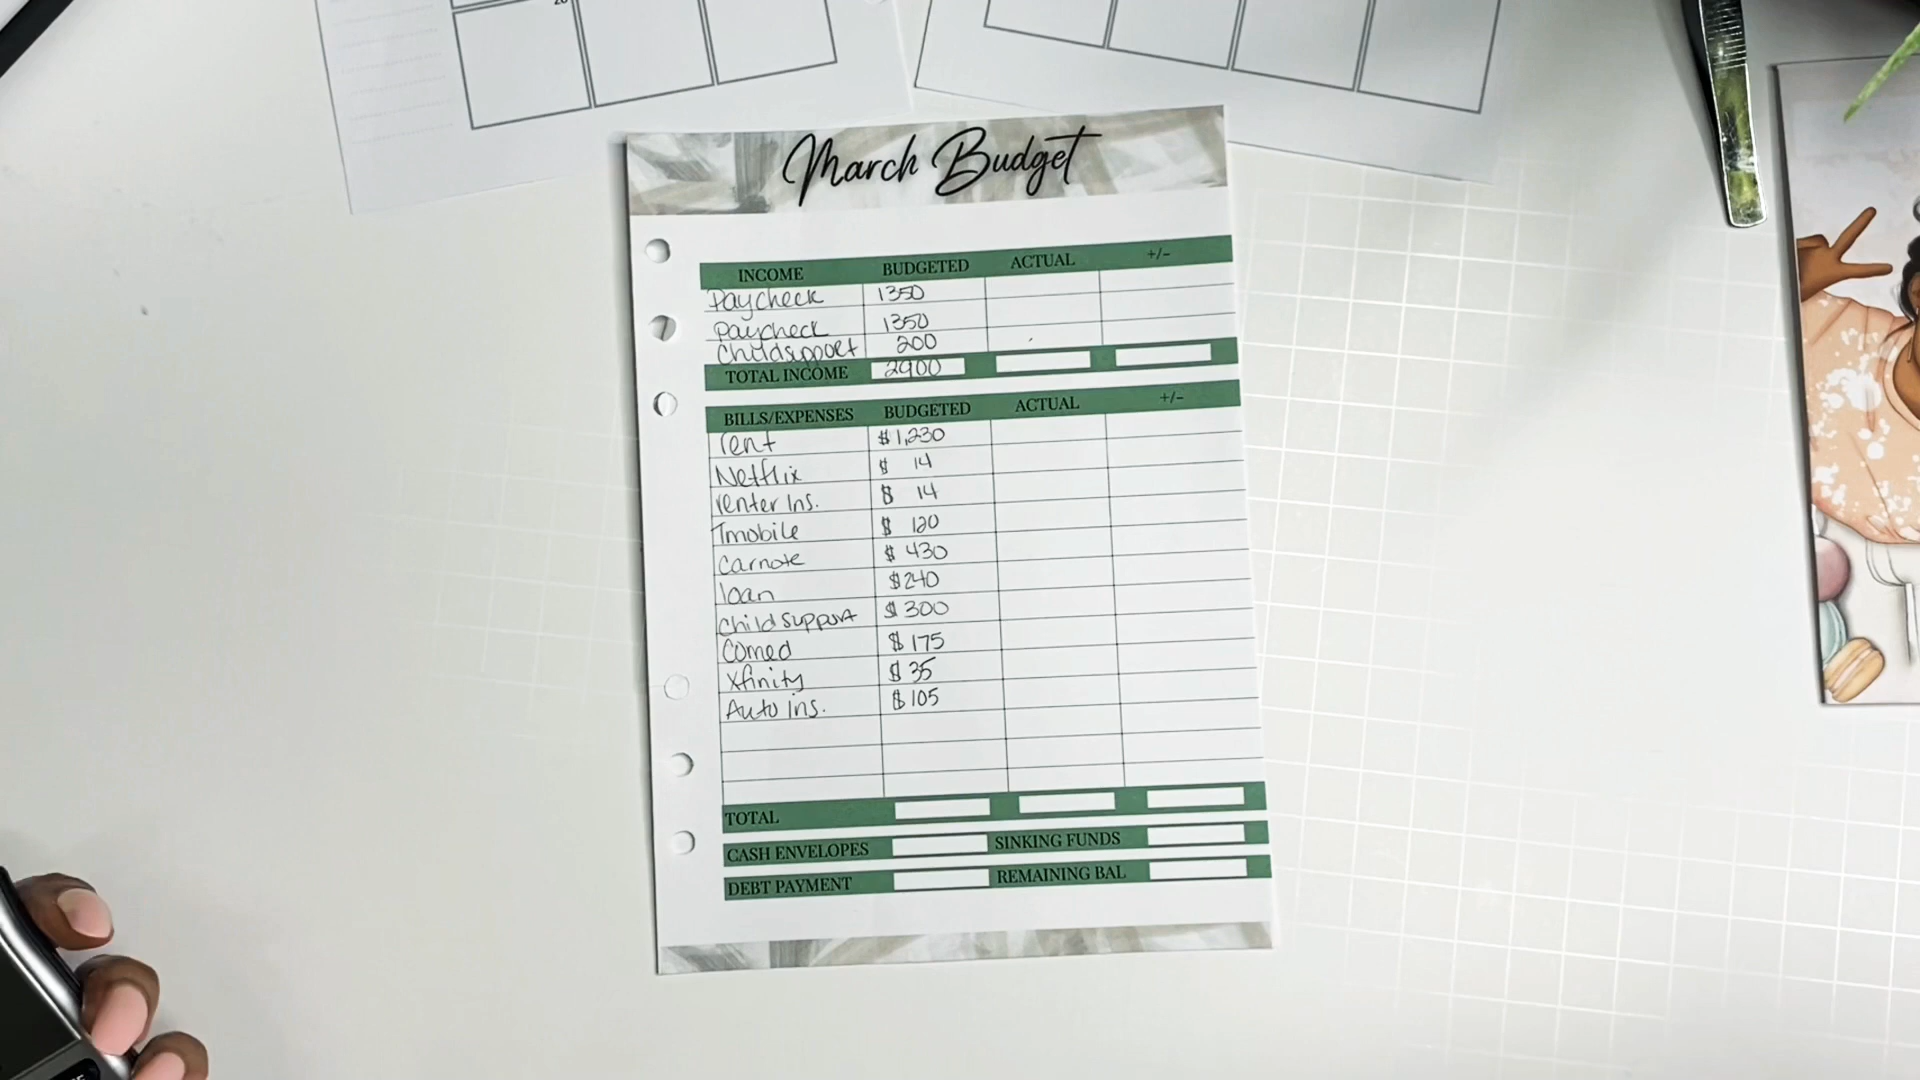 20
March Budget
INCOME BUDGETED ACTUAL +/-
Paycheck 1350
paycheck 1350
Childsupport 200
TOTAL INCOME 2900
BILLS/EXPENSES BUDGETED ACTUAL +/-
rent $1,230
Netflix $ 14
renter Ins. $ 14
Tmobile $ 120
Carnote $ 430
loan $240
Child Support $ 300
Comed $ 175
Xfinity $ 35
Auto ins. $ 105
TOTAL
CASH ENVELOPES SINKING FUNDS
DEBT PAYMENT REMAINING BAL